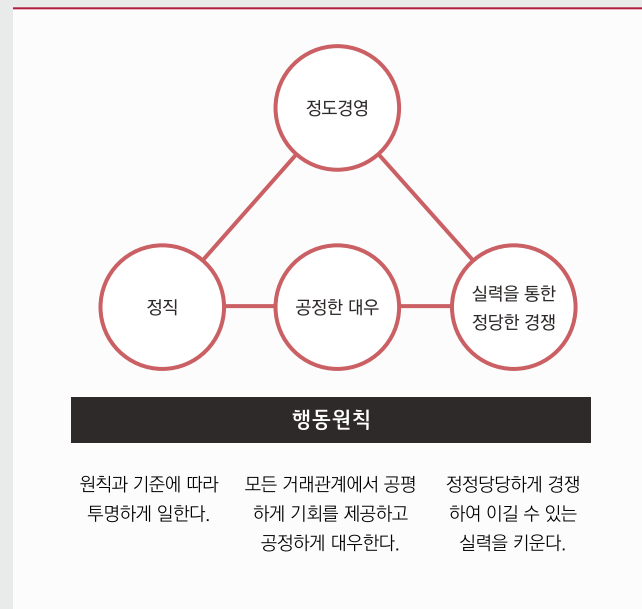 정도경영
정직
공정한 대우
실력을 통한
정당한 경쟁
행동원칙
원칙과 기준에 따라
투명하게 일한다.
모든 거래관계에서 공평
하게 기회를 제공하고
공정하게 대우한다.
정정당당하게 경쟁
하여 이길 수 있는
실력을 키운다.